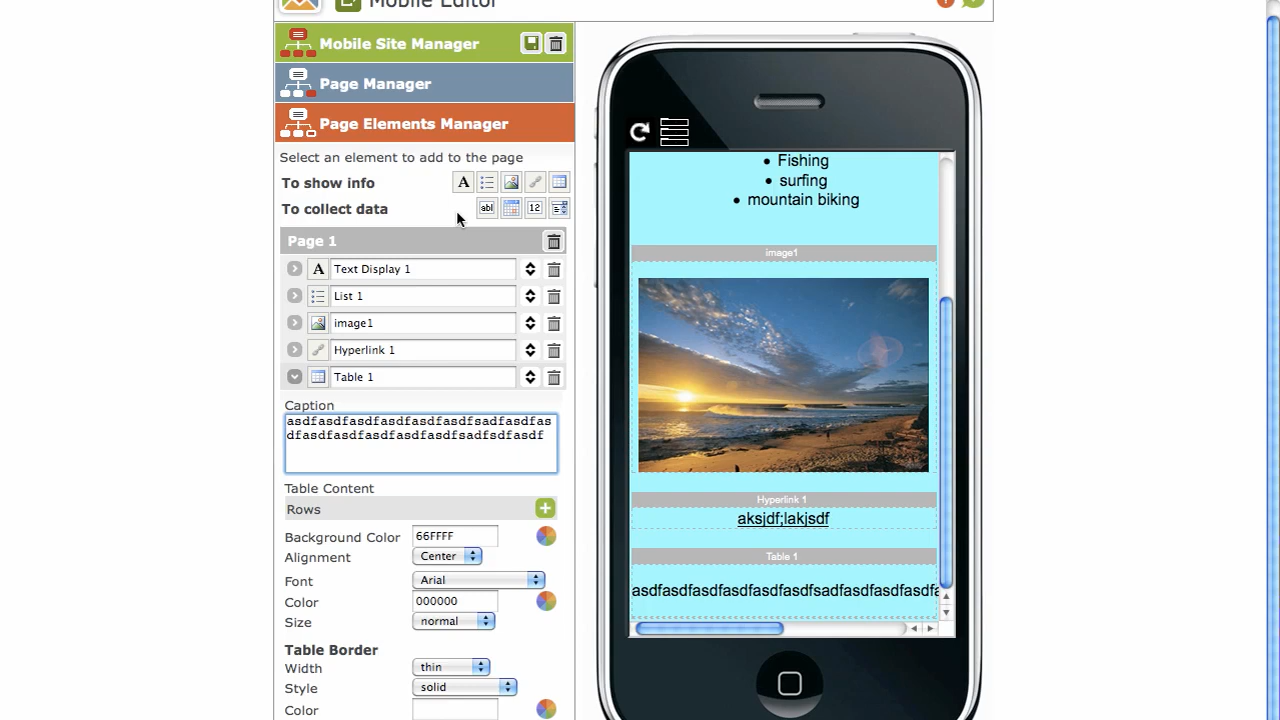 Mobile Editor
Mobile Site Manager
Page Manager
Page Elements Manager
Select an element to add to the page
To show info A
To collect data abl 12
Page 1
A Text Display 1
List 1
image1
Hyperlink 1
Table 1
Caption
asdfasdfasdfasdfasdfasdfsadfasdfas
dfasdfasdfasdfasdfasdfsadfsdfasdf
Table Content
Rows
Background Color 66FFFF
Alignment Center
Font Arial
Color 000000
Size normal
Table Border
Width thin
Style solid
Color
• Fishing
• surfing
• mountain biking
image1
Hyperlink 1
aksjdf;lakjsdf
Table 1
asdfasdfasdfasdfasdfasdfsadfasdfasdfa